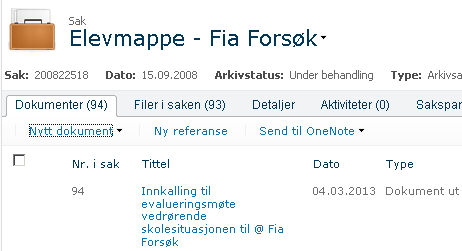 Sak
Elevmappe - Fia Forsøk
Sak: 200822518 Dato: 15.09.2008 Arkivstatus: Under behandling Type: Arkivsa
Dokumenter (94) Filer i saken (93) Detaljer Aktiviteter (0) Sakspar
Nytt dokument Ny referanse Send til OneNote
Nr. i sak Tittel Dato Type
94 Innkalling til 04.03.2013 Dokument ut
evalueringsmøte
vedrørende
skolesituasjonen til @ Fia
Forsøk